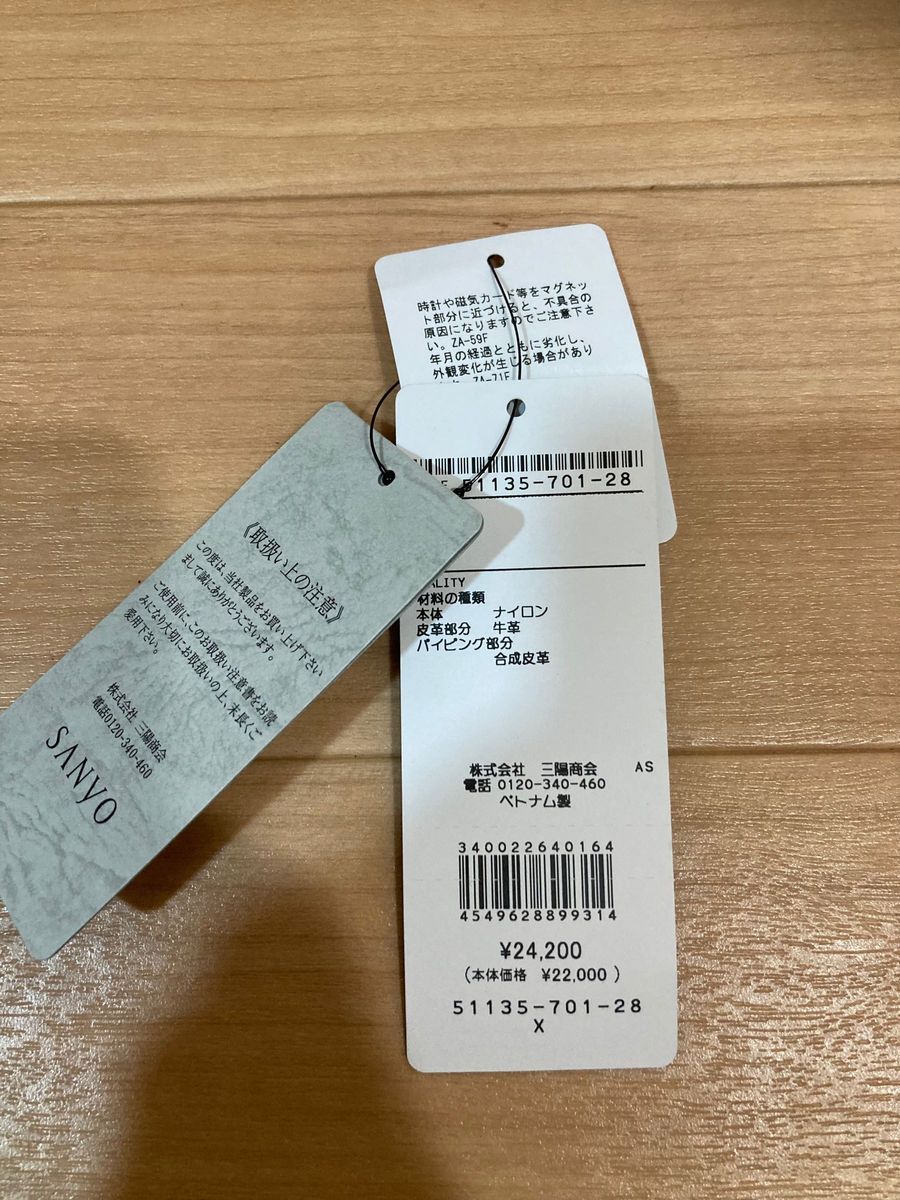 時計や磁気カード等をマグネッ
ト部分に近づけると、不具合の
原因になりますのでご注意下さ
い。ZA-59F
年月の経過とともに劣化し、
外観変化が生じる場合があり
ZA-71F
51135-701-28
ALITY
材料の種類
本体 ナイロン
皮革部分 牛革
パイピング部分
合成皮革
株式会社 三陽商会 AS
電話 0120-340-460
ベトナム製
340022640164
4549628899314
¥24,200
(本体価格 ¥22,000 )
51135-701-28
X
《取扱い上の注意》
この度は、当社製品をお買い上げ下さい
まして誠にありがとうございます。
ご使用前に、このお取扱い注意書をお読
みになり大切にお取扱いの上、末長くご
愛用下さい。
株式会社 三陽商会
電話0120-340-460
SANYO